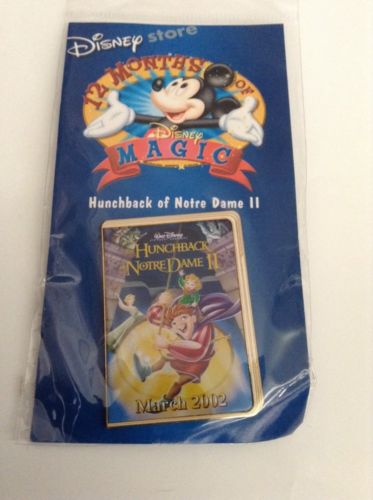 Disney store
12 MONTHS OF
Disney
MAGIC
Hunchback of Notre Dame II
WALT DISNEY
HUNCHBACK
NOTRE DAME II
March 2002